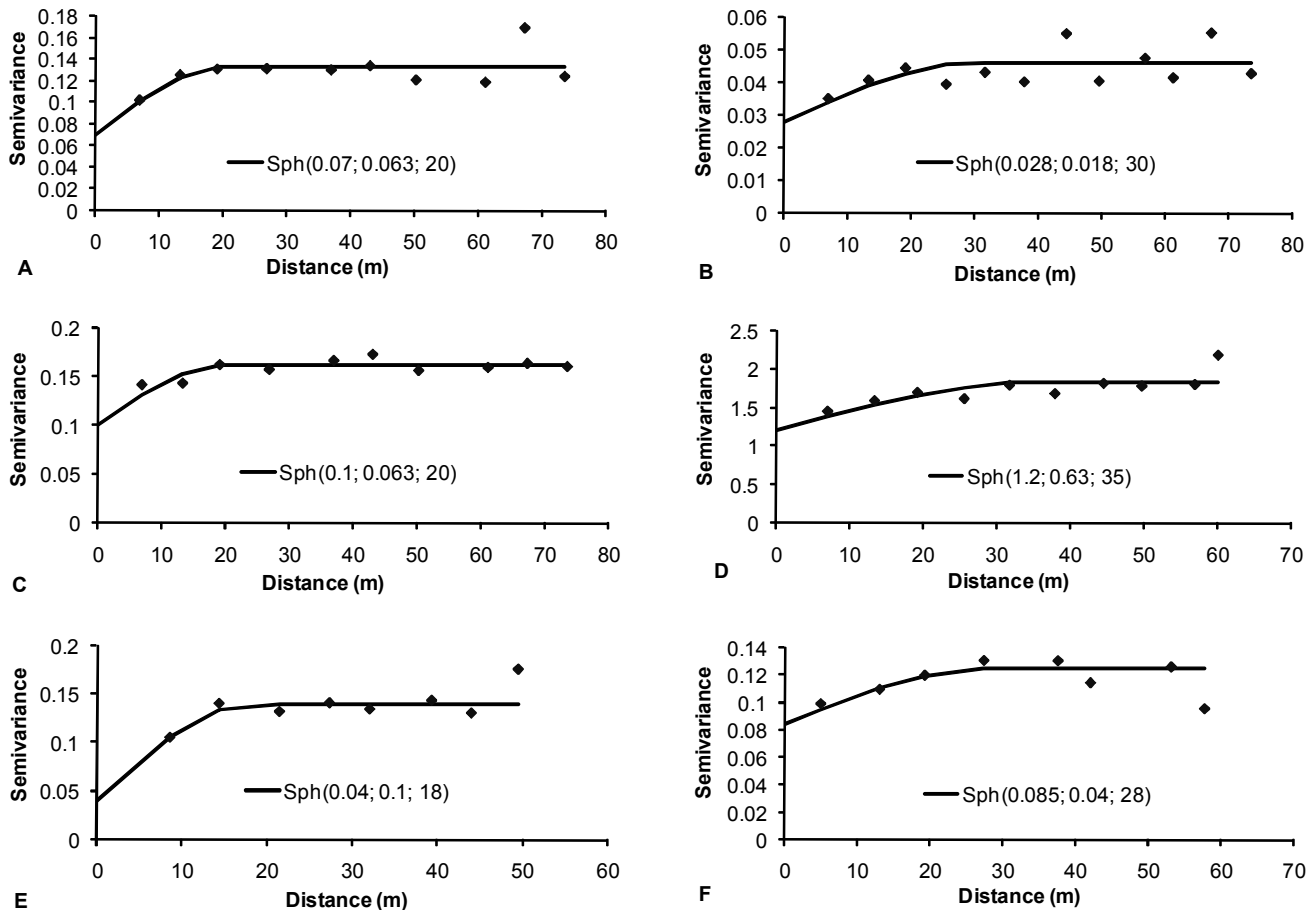 0.18
0.16
0.14
0.12
0.1
0.08
0.06
0.04
0.02
0
Semivariance
Sph(0.07; 0.063; 20)
0 10 20 30 40 50 60 70 80
Distance (m)
A
0.06
0.05
0.04
0.03
0.02
0.01
0.0
Semivariance
Sph(0.028; 0.018; 30)
0 10 20 30 40 50 60 70 80
Distance (m)
B
0.2
0.15
0.1
0.05
0
Semivariance
Sph(0.1; 0.063; 20)
0 10 20 30 40 50 60 70 80
Distance (m)
C
2.5
2
1.5
1
0.5
0
Semivariance
Sph(1.2; 0.63; 35)
0 10 20 30 40 50 60 70
Distance (m)
D
0.2
0.15
0.1
0.05
0
Semivariance
Sph(0.04; 0.1; 18)
0 10 20 30 40 50 60
Distance (m)
E
0.14
0.12
0.1
0.08
0.06
0.04
0.02
0
Semivariance
Sph(0.085; 0.04; 28)
0 10 20 30 40 50 60 70
Distance (m)
F